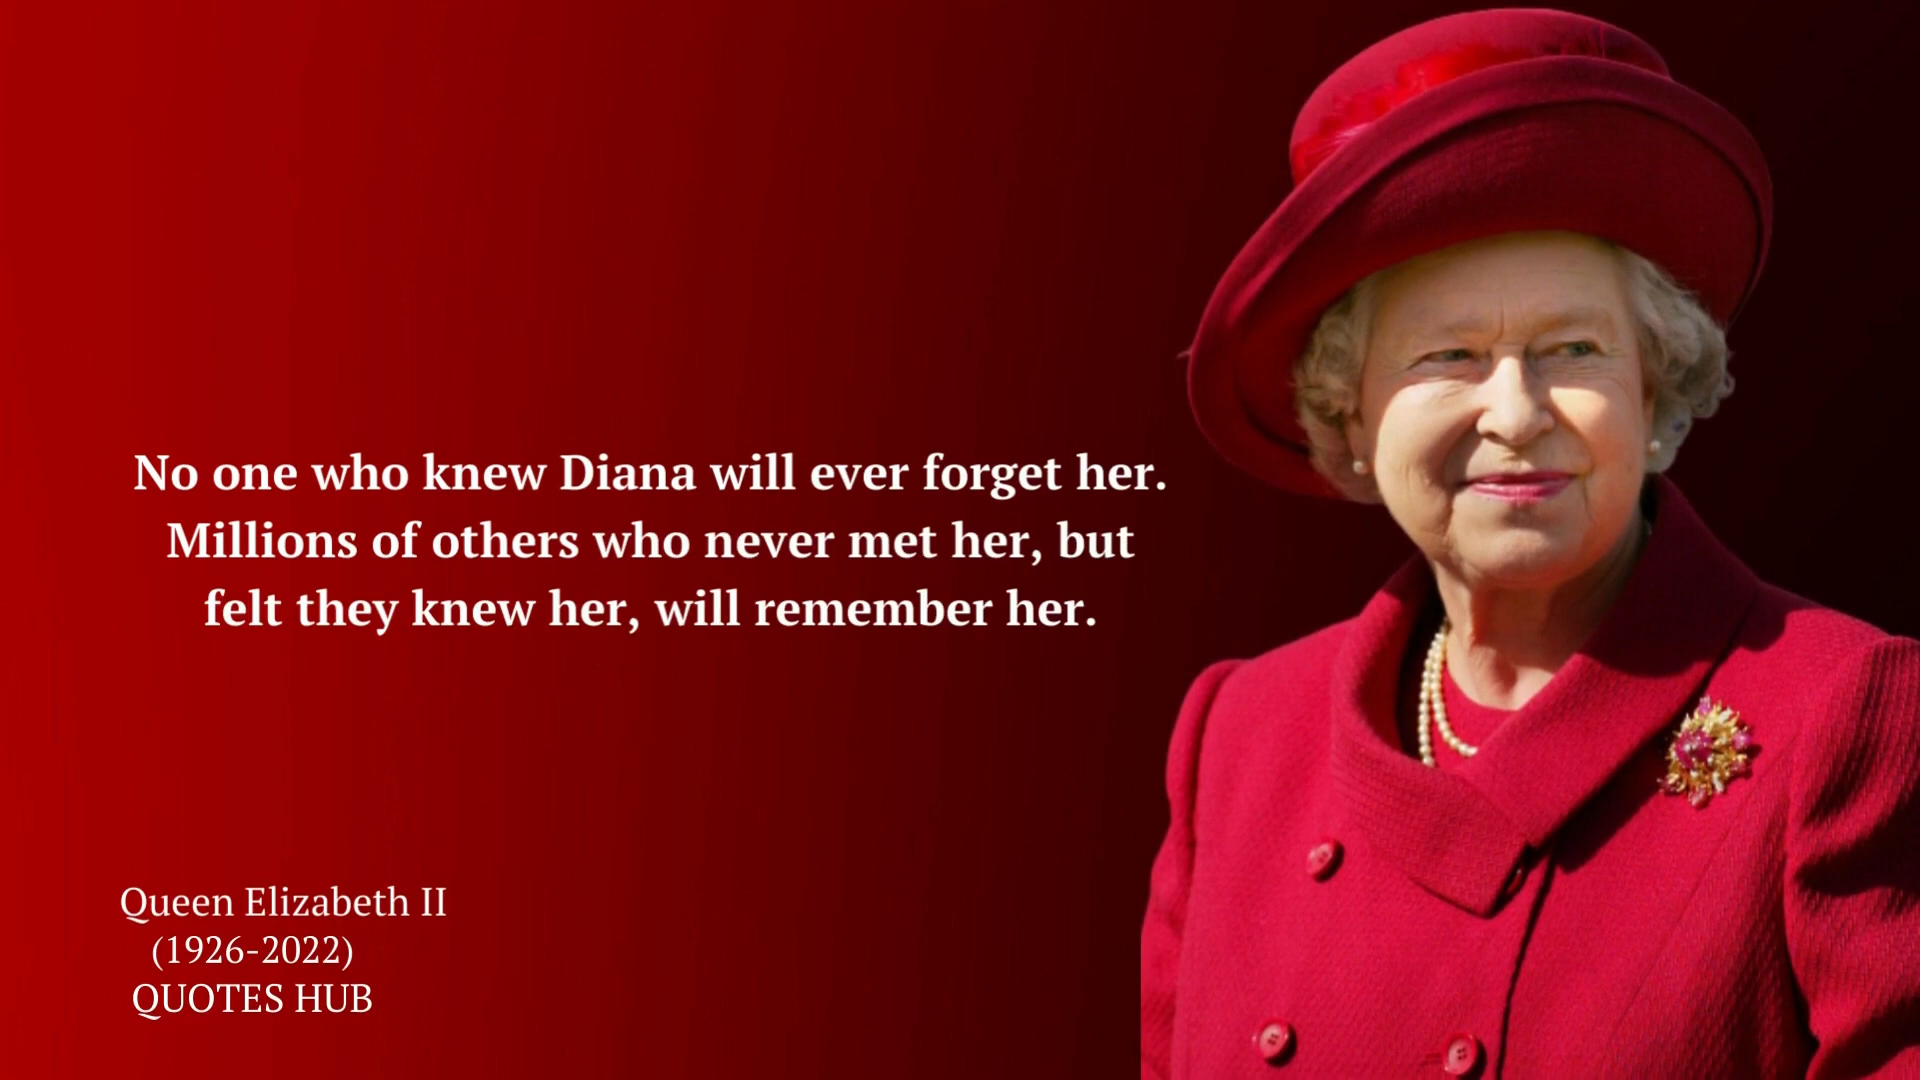 No one who knew Diana will ever forget her.
Millions of others who never met her, but
felt they knew her, will remember her.
Queen Elizabeth II
(1926-2022)
QUOTES HUB